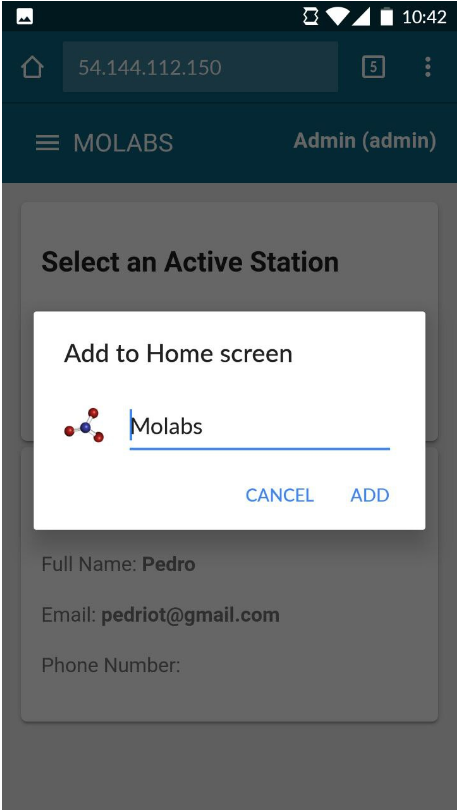 10:42
54.144.112.150
5
MOLABS
Admin (admin)
Select an Active Station
Add to Home screen
Molabs
CANCEL ADD
Full Name: Pedro
Email: pedriot@gmail.com
Phone Number: